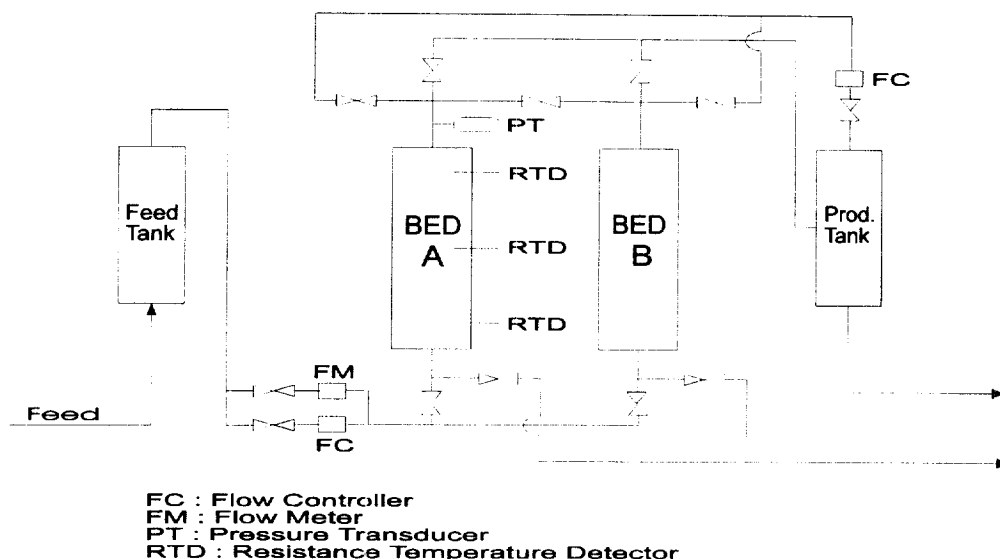 FC
PT
RTD
Feed
Tank
BED
A
BED
B
Prod.
Tank
RTD
RTD
FM
Feed
FC
FC : Flow Controller
FM : Flow Meter
PT : Pressure Transducer
RTD : Resistance Temperature Detector